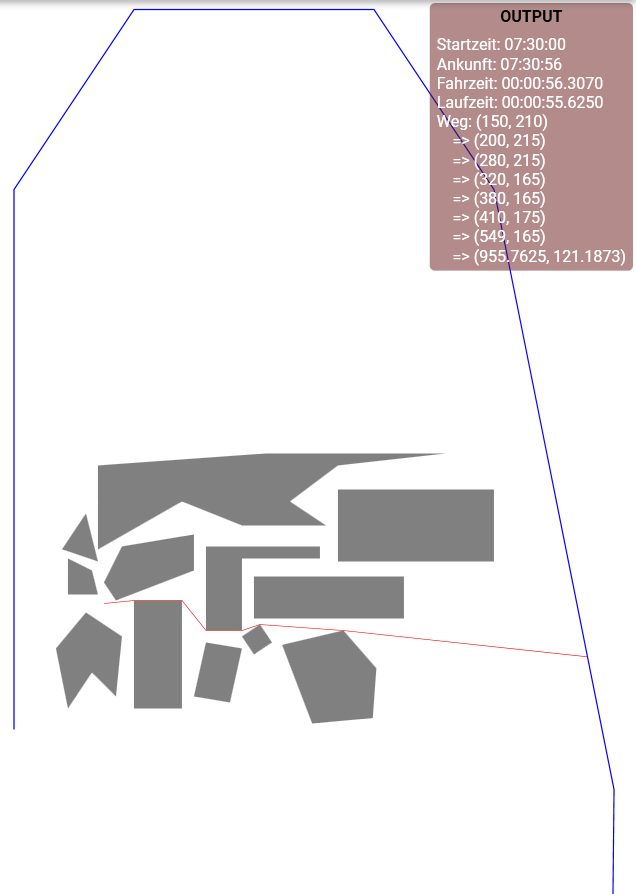 OUTPUT
Startzeit: 07:30:00
Ankunft: 07:30:56
Fahrzeit: 00:00:56.3070
Laufzeit: 00:00:55.6250
Weg: (150, 210)
=> (200, 215)
=> (280, 215)
=> (320, 165)
=> (380, 165)
=> (410, 175)
=> (549, 165)
=> (955.7625, 121.1873)